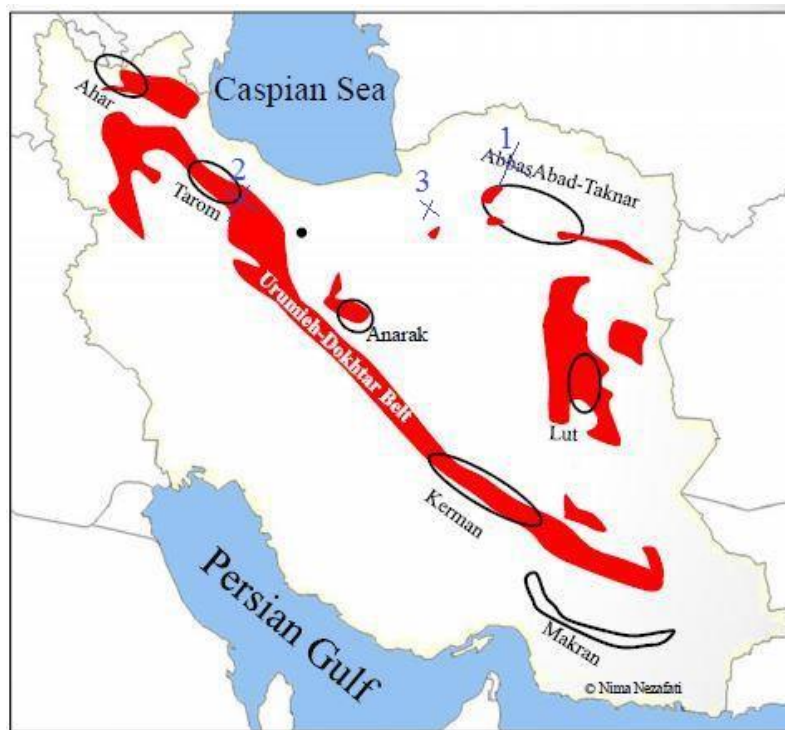 Caspian Sea
Ahar
1
AbbasAbad-Taknar
2
3
Tarom
Urumieh-Dokhtar Belt
Anarak
Lut
Kerman
Persian Gulf
Makran
© Nima Nezafati